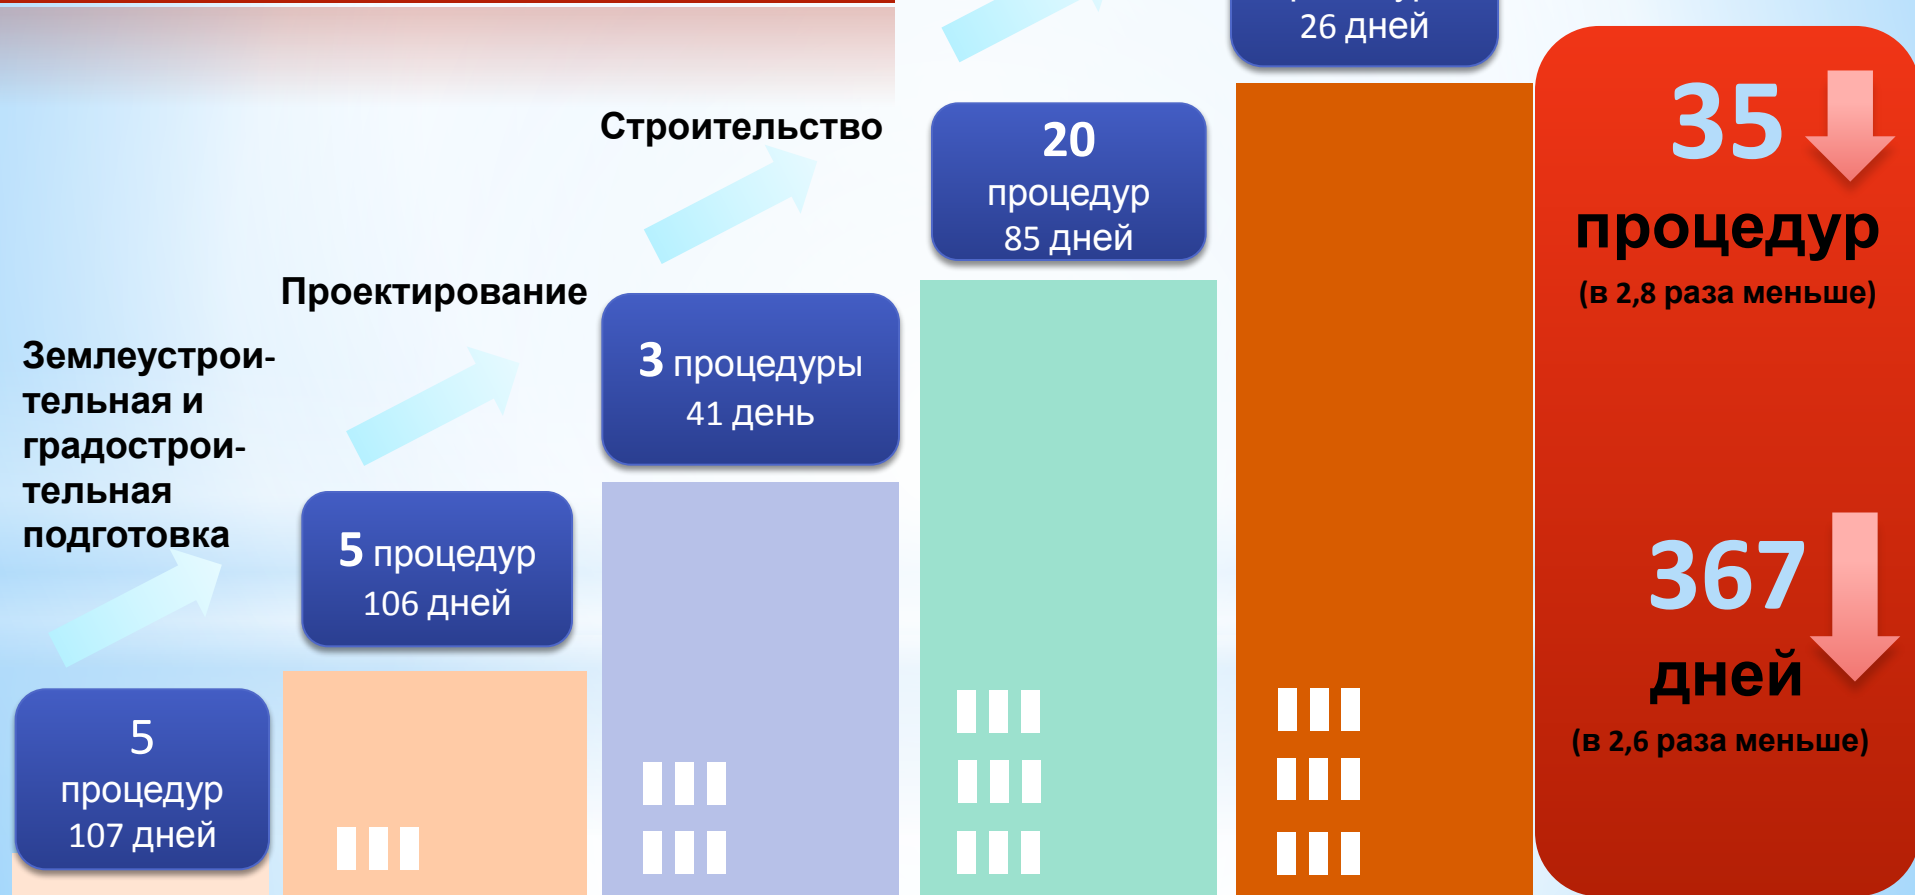 26 дней
Строительство
20
процедур
85 дней
Проектирование
3 процедуры
41 день
Землеустрои-
тельная и
градострои-
тельная
подготовка
5 процедур
106 дней
5
процедур
107 дней
35
процедур
(в 2,8 раза меньше)
367
дней
(в 2,6 раза меньше)